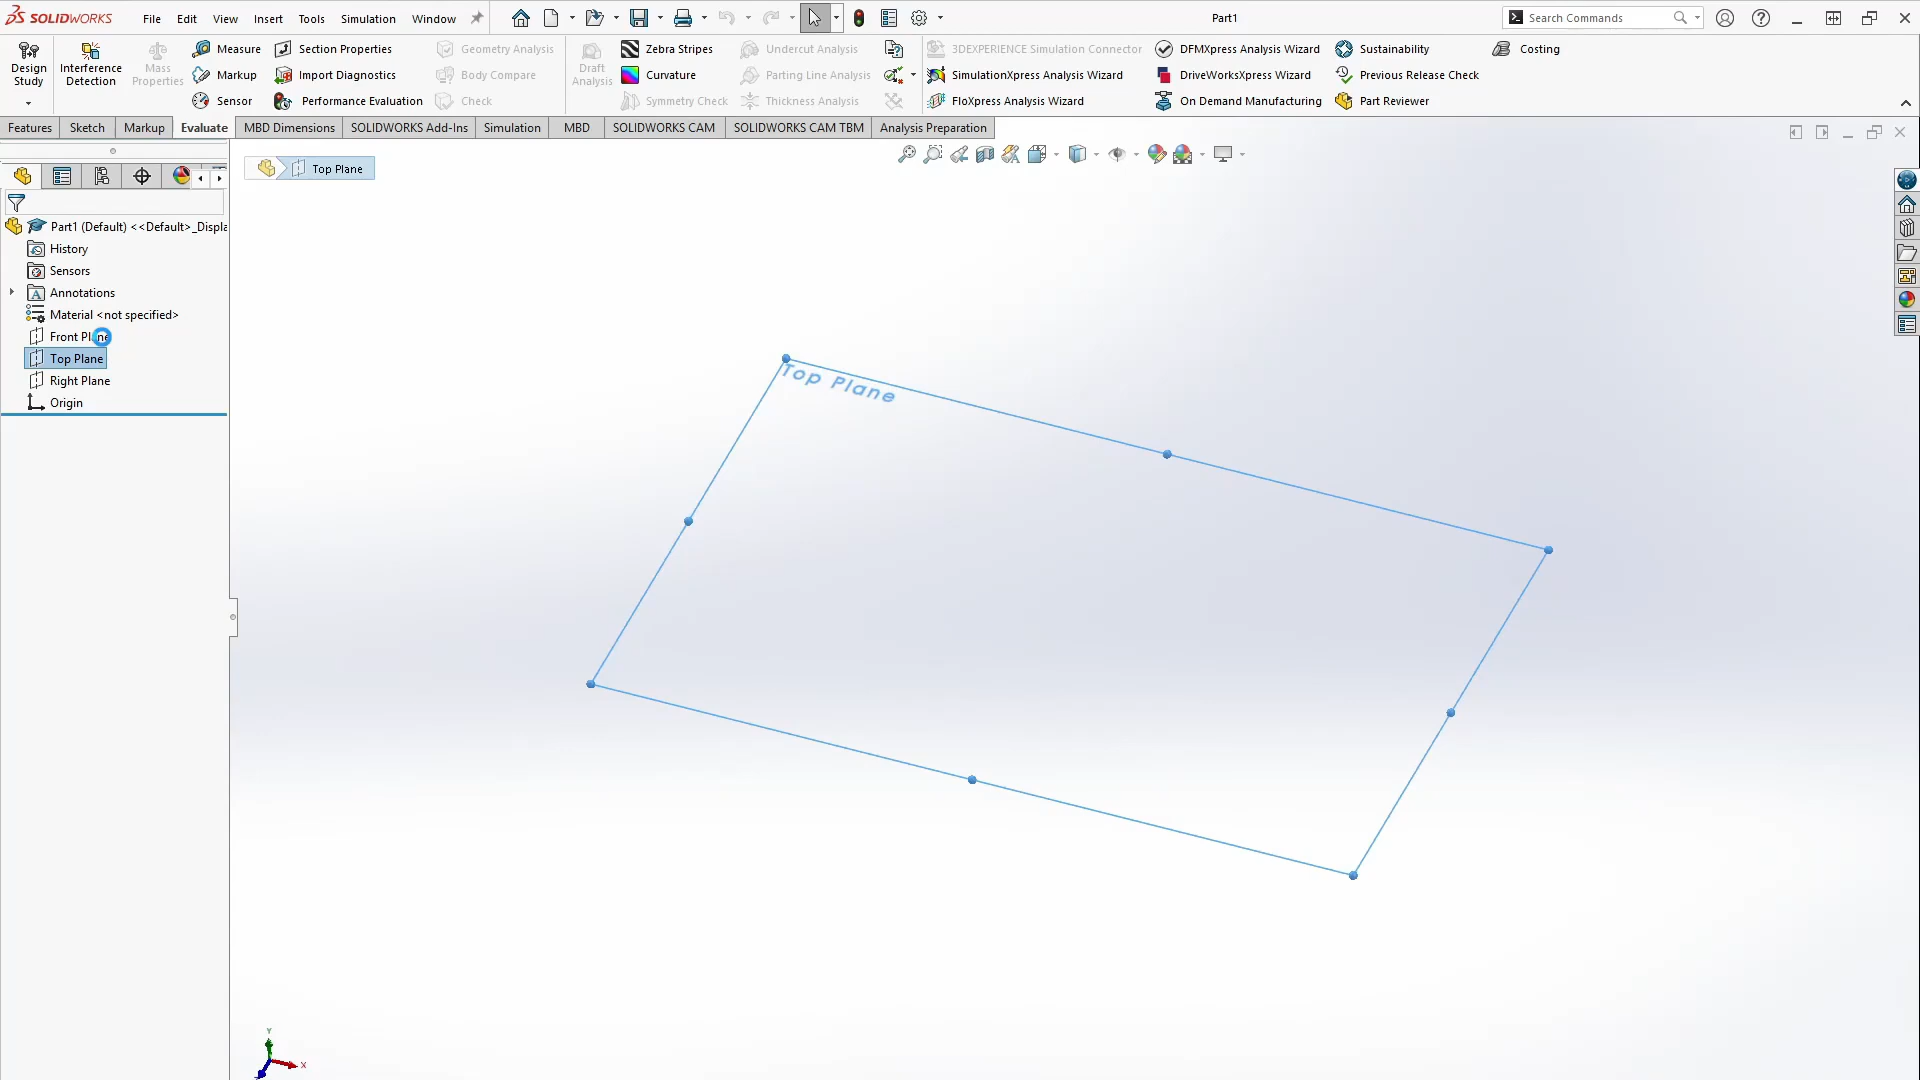 SOLIDWORKS File Edit View Insert Tools Simulation Window Part1 Search Commands
Design Study
Interference Detection
Mass Properties
Measure
Markup
Sensor
Section Properties
Import Diagnostics
Performance Evaluation
Geometry Analysis
Body Compare
Check
Draft Analysis
Zebra Stripes
Curvature
Symmetry Check
Undercut Analysis
Parting Line Analysis
Thickness Analysis
3DEXPERIENCE Simulation Connector
SimulationXpress Analysis Wizard
FloXpress Analysis Wizard
DFMXpress Analysis Wizard
DriveWorksXpress Wizard
On Demand Manufacturing
Sustainability
Previous Release Check
Part Reviewer
Costing
Features Sketch Markup Evaluate MBD Dimensions SOLIDWORKS Add-Ins Simulation MBD SOLIDWORKS CAM SOLIDWORKS CAM TBM Analysis Preparation
Top Plane
Part1 (Default) <<Default>_Displa
History
Sensors
Annotations
Material <not specified>
Front Plane
Top Plane
Right Plane
Origin
Top Plane
Y
X